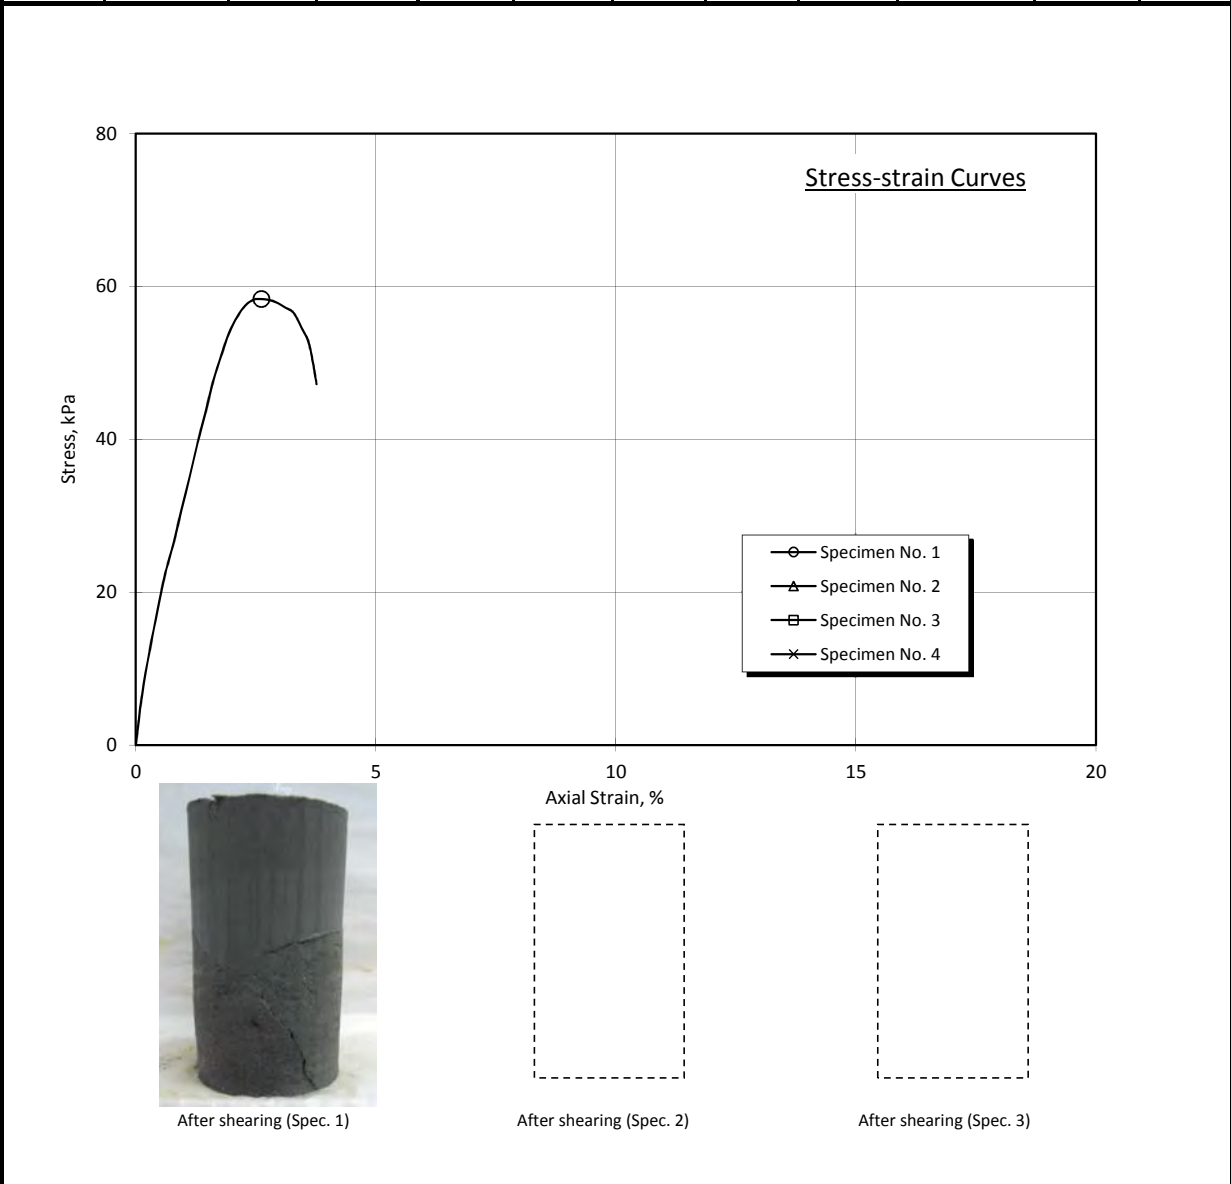 80
Stress-strain Curves
60
Stress, kPa
40
Specimen No. 1
Specimen No. 2
20
Specimen No. 3
Specimen No. 4
0
0 5 10 15 20
Axial Strain, %
After shearing (Spec. 1) After shearing (Spec. 2) After shearing (Spec. 3)